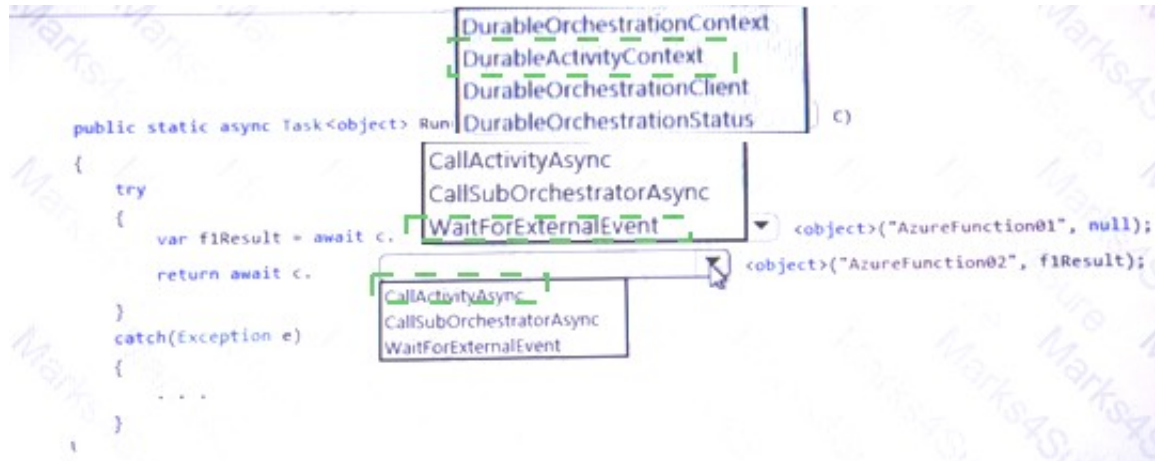 DurableOrchestrationContext
DurableActivityContext
DurableOrchestrationClient
DurableOrchestrationStatus
public static async Task<object> Run C)
{
CallActivityAsync
CallSubOrchestratorAsync
WaitForExternalEvent
try
{
var f1Result = await c. <object>("AzureFunction01", null);
return await c. <object>("AzureFunction02", f1Result);
CallActivityAsync
CallSubOrchestratorAsync
WaitForExternalEvent
}
catch(Exception e)
{
. . .
}